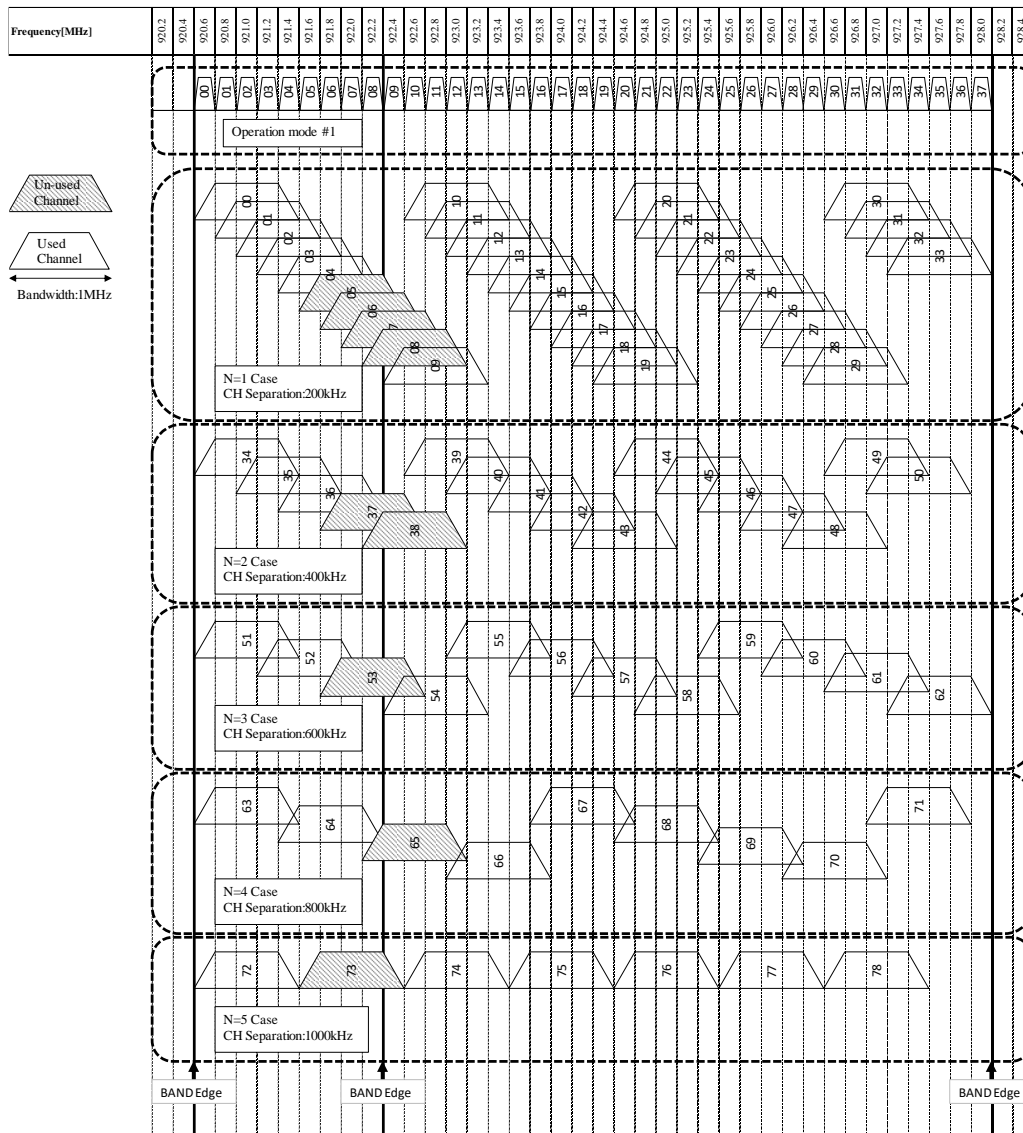 Frequency[MHz] 920.2 920.4 920.6 920.8 921.0 921.2 921.4 921.6 921.8 922.0 922.2 922.4 922.6 922.8 923.0 923.2 923.4 923.6 923.8 924.0 924.2 924.4 924.6 924.8 925.0 925.2 925.4 925.6 925.8 926.0 926.2 926.4 926.6 926.8 927.0 927.2 927.4 927.6 927.8 928.0 928.2 928.4
00 01 02 03 04 05 06 07 08 09 10 11 12 13 14 15 16 17 18 19 20 21 22 23 24 25 26 27 28 29 30 31 32 33 34 35 36 37
Operation mode #1
Un-used
Channel
Used
Channel
Bandwidth:1MHz
00 10 20 30
01 11 21 31
02 12 22 32
03 13 23 33
04 14 24
05 15 25
06 16 26
7 17 27
08 18 28
09 19 29
N=1 Case
CH Separation:200kHz
34 39 44 49
35 40 45 50
36 41 46
37 42 47
38 43 48
N=2 Case
CH Separation:400kHz
51 55 59
52 56 60
53 57 61
54 58 62
N=3 Case
CH Separation:600kHz
63 67 71
64 68
65 69
66 70
N=4 Case
CH Separation:800kHz
72 73 74 75 76 77 78
N=5 Case
CH Separation:1000kHz
BAND Edge BAND Edge BAND Edge